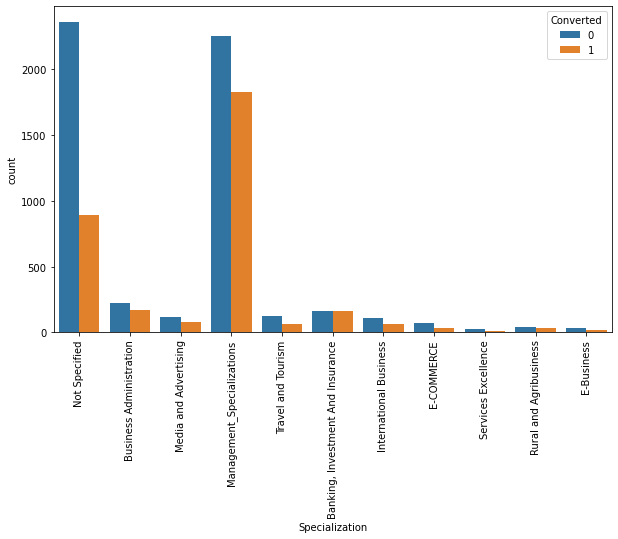 Converted
0
1
2000
1500
1000
500
0
count
Not Specified
Business Administration
Media and Advertising
Management_Specializations
Travel and Tourism
Banking, Investment And Insurance
International Business
E-COMMERCE
Services Excellence
Rural and Agribusiness
E-Business
Specialization